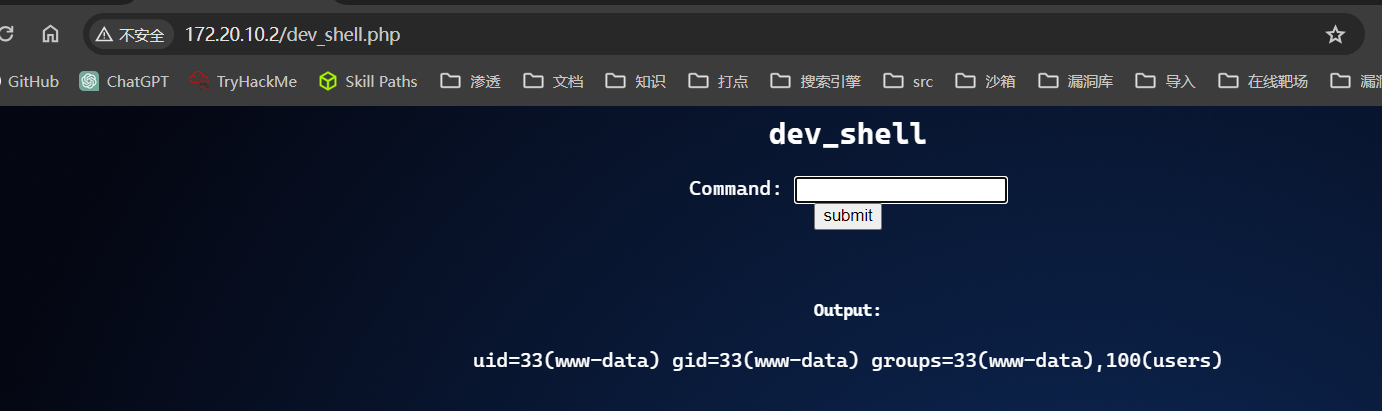 不安全 172.20.10.2/dev_shell.php
GitHub ChatGPT TryHackMe Skill Paths 渗透 文档 知识 打点 搜索引擎 src 沙箱 漏洞库 导入 在线靶场
dev_shell
Command:
submit
Output:
uid=33(www-data) gid=33(www-data) groups=33(www-data),100(users)